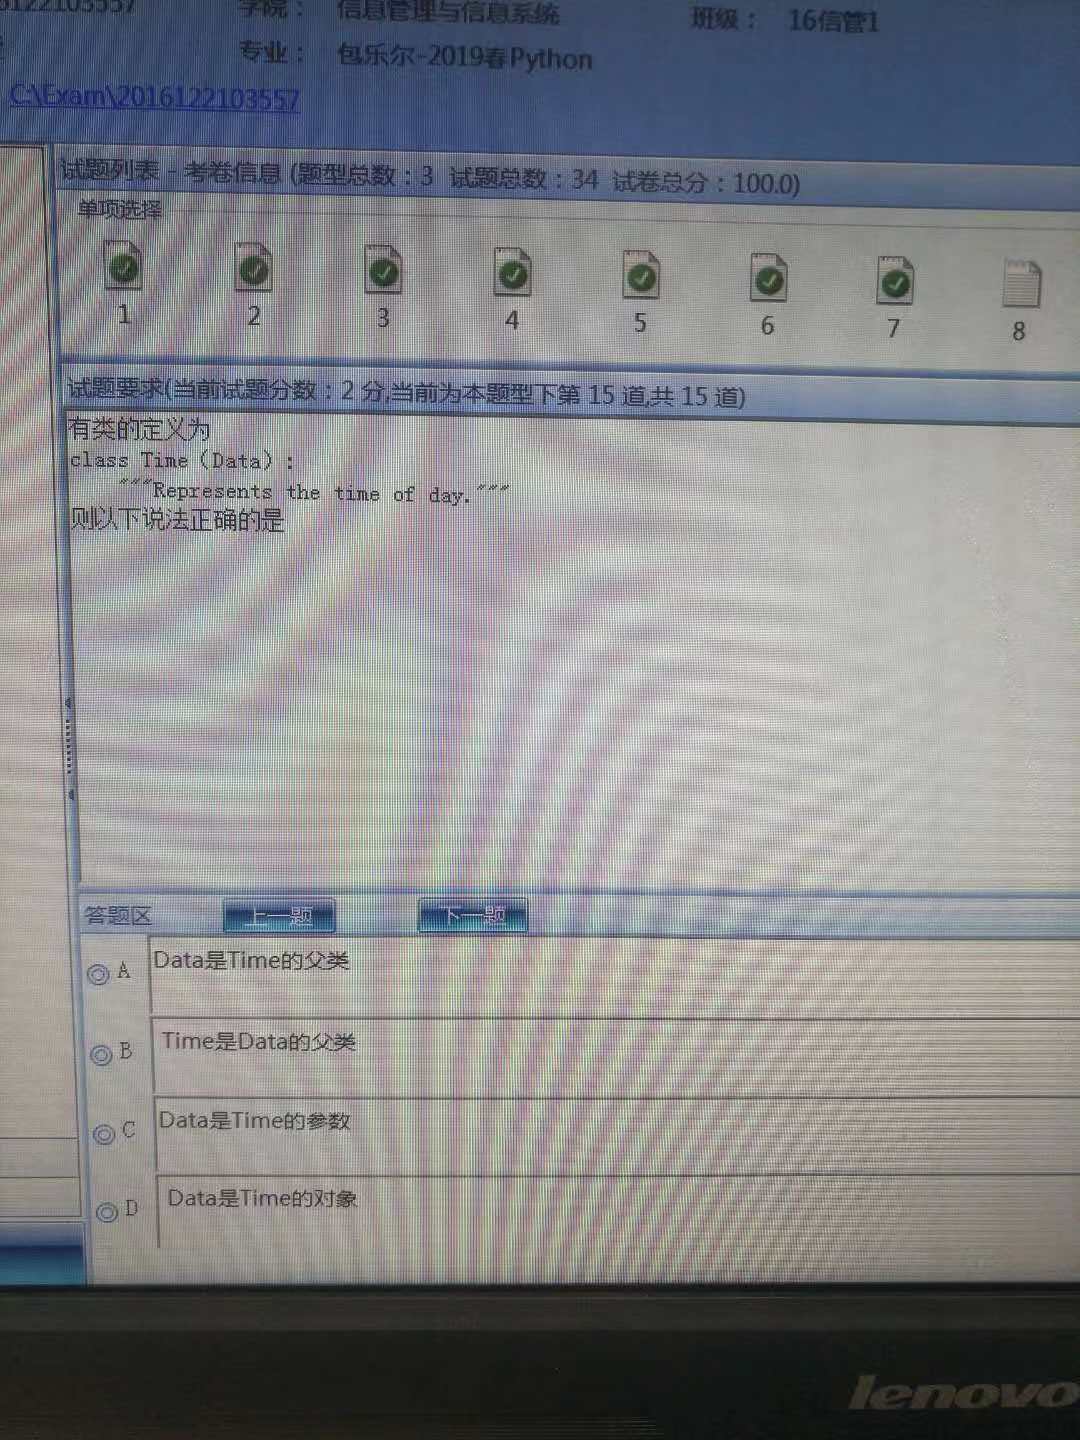 学院： 信息管理与信息系统 班级： 16信管1
专业： 包乐尔-2019春Python
C:\Exam\2016122103557
试题列表 - 考卷信息 (题型总数：3 试题总数：34 试卷总分：100.0)
单项选择
1 2 3 4 5 6 7 8
试题要求(当前试题分数：2 分,当前为本题型下第 15 道,共 15 道)
有类的定义为
class Time（Data）:
"""Represents the time of day."""
则以下说法正确的是
答题区 上一题 下一题
A Data是Time的父类
B Time是Data的父类
C Data是Time的参数
D Data是Time的对象
lenovo